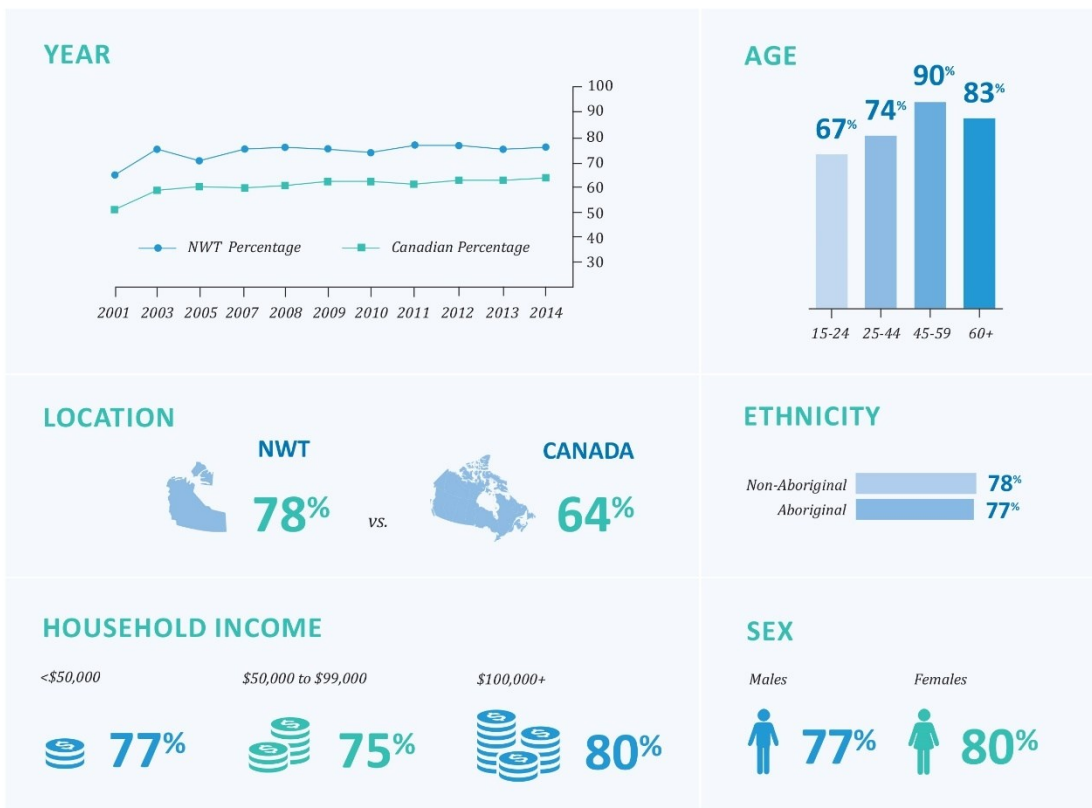 YEAR
100
90
80
70
60
50
40
30
NWT Percentage
Canadian Percentage
2001 2003 2005 2007 2008 2009 2010 2011 2012 2013 2014
AGE
67%
74%
90%
83%
15-24 25-44 45-59 60+
LOCATION
NWT
78%
vs.
CANADA
64%
ETHNICITY
Non-Aboriginal 78%
Aboriginal 77%
HOUSEHOLD INCOME
<$50,000
77%
$50,000 to $99,000
75%
$100,000+
80%
SEX
Males
77%
Females
80%